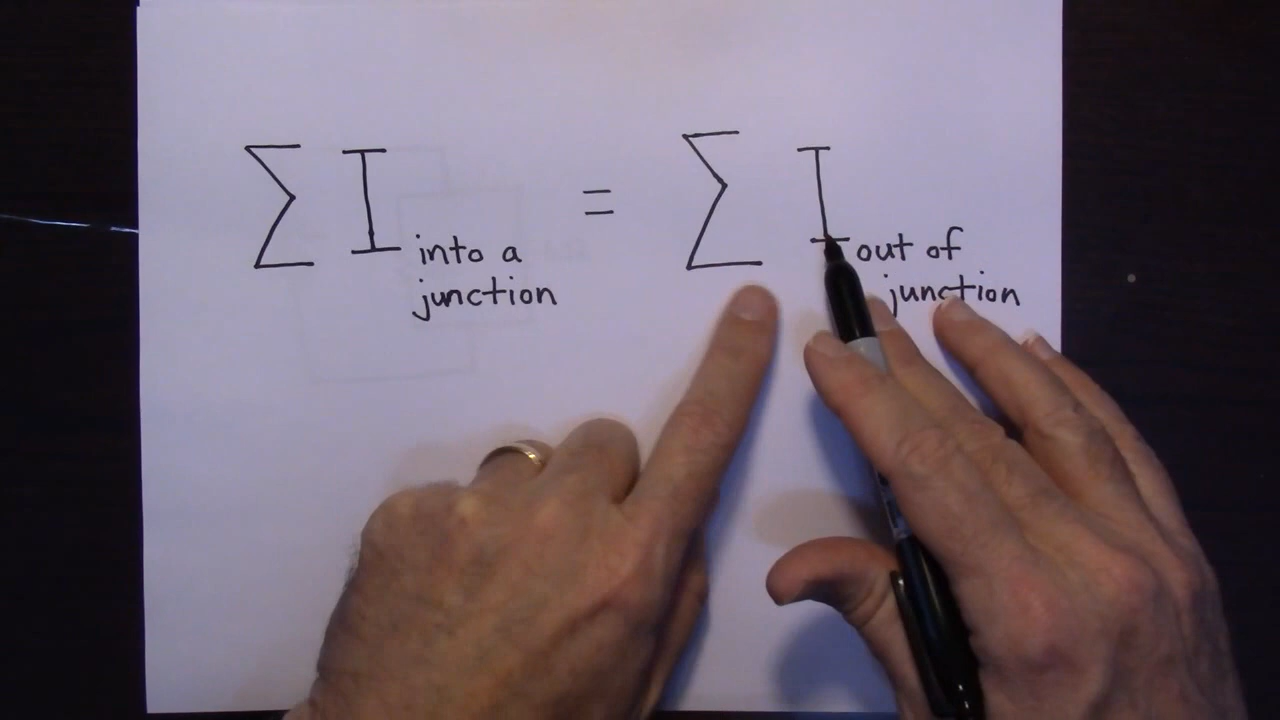 ∑ I into a junction = ∑ I out of junction